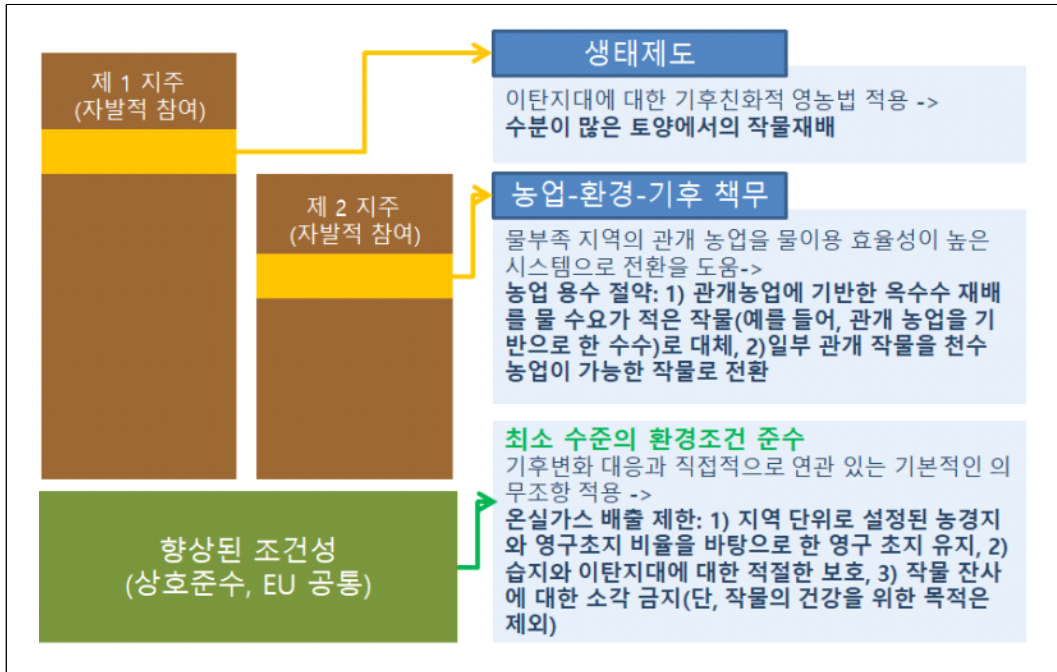 제 1 지주
(자발적 참여)
생태제도
이탄지대에 대한 기후친화적 영농법 적용 ->
수분이 많은 토양에서의 작물재배
제 2 지주
(자발적 참여)
농업-환경-기후 책무
물부족 지역의 관개 농업을 물이용 효율성이 높은
시스템으로 전환을 도움->
농업 용수 절약: 1) 관개농업에 기반한 옥수수 재배
를 물 수요가 적은 작물(예를 들어, 관개 농업을 기
반으로 한 수수)로 대체, 2)일부 관개 작물을 천수
농업이 가능한 작물로 전환
향상된 조건성
(상호준수, EU 공통)
최소 수준의 환경조건 준수
기후변화 대응과 직접적으로 연관 있는 기본적인 의
무조항 적용 ->
온실가스 배출 제한: 1) 지역 단위로 설정된 농경지
와 영구초지 비율을 바탕으로 한 영구 초지 유지, 2)
습지와 이탄지대에 대한 적절한 보호, 3) 작물 잔사
에 대한 소각 금지(단, 작물의 건강을 위한 목적은
제외)